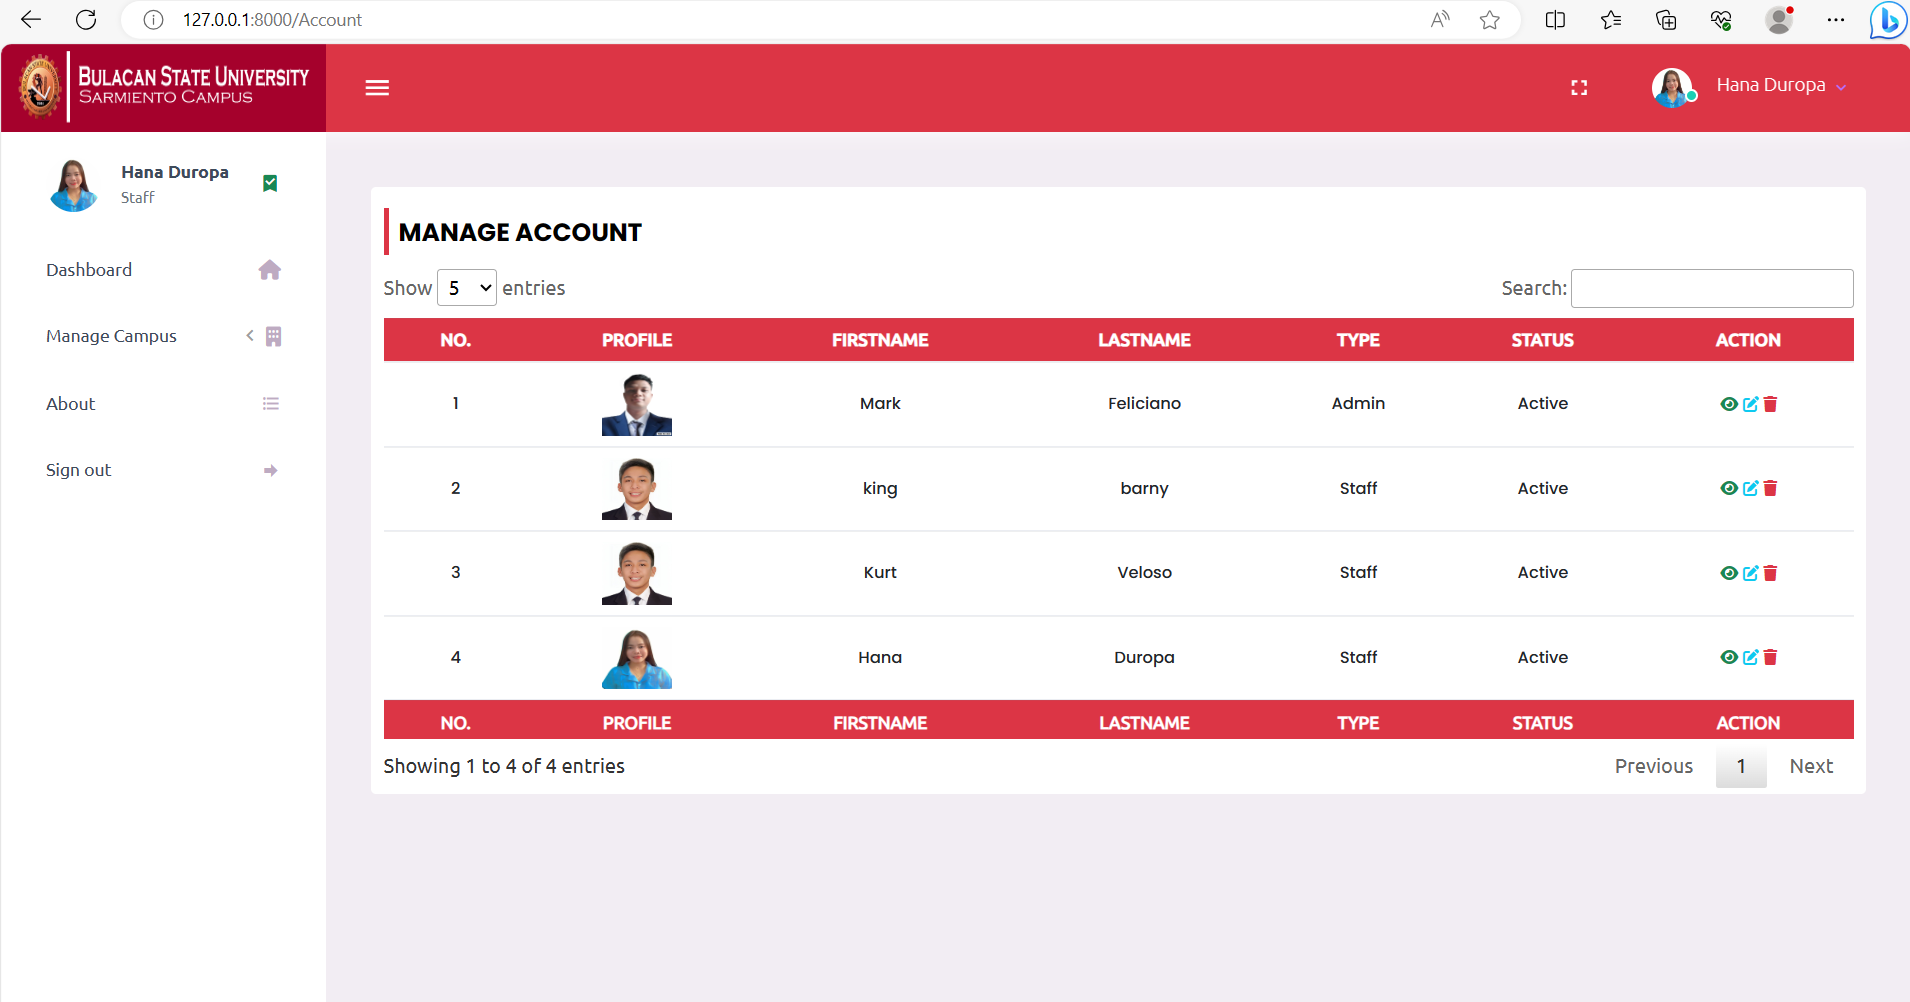 127.0.0.1:8000/Account
BULACAN STATE UNIVERSITY
SARMIENTO CAMPUS
Hana Duropa
Hana Duropa
Staff
Dashboard
Manage Campus
About
Sign out
MANAGE ACCOUNT
Show 5 entries
Search:
NO. PROFILE FIRSTNAME LASTNAME TYPE STATUS ACTION
1 Mark Feliciano Admin Active
2 king barny Staff Active
3 Kurt Veloso Staff Active
4 Hana Duropa Staff Active
NO. PROFILE FIRSTNAME LASTNAME TYPE STATUS ACTION
Showing 1 to 4 of 4 entries
Previous 1 Next